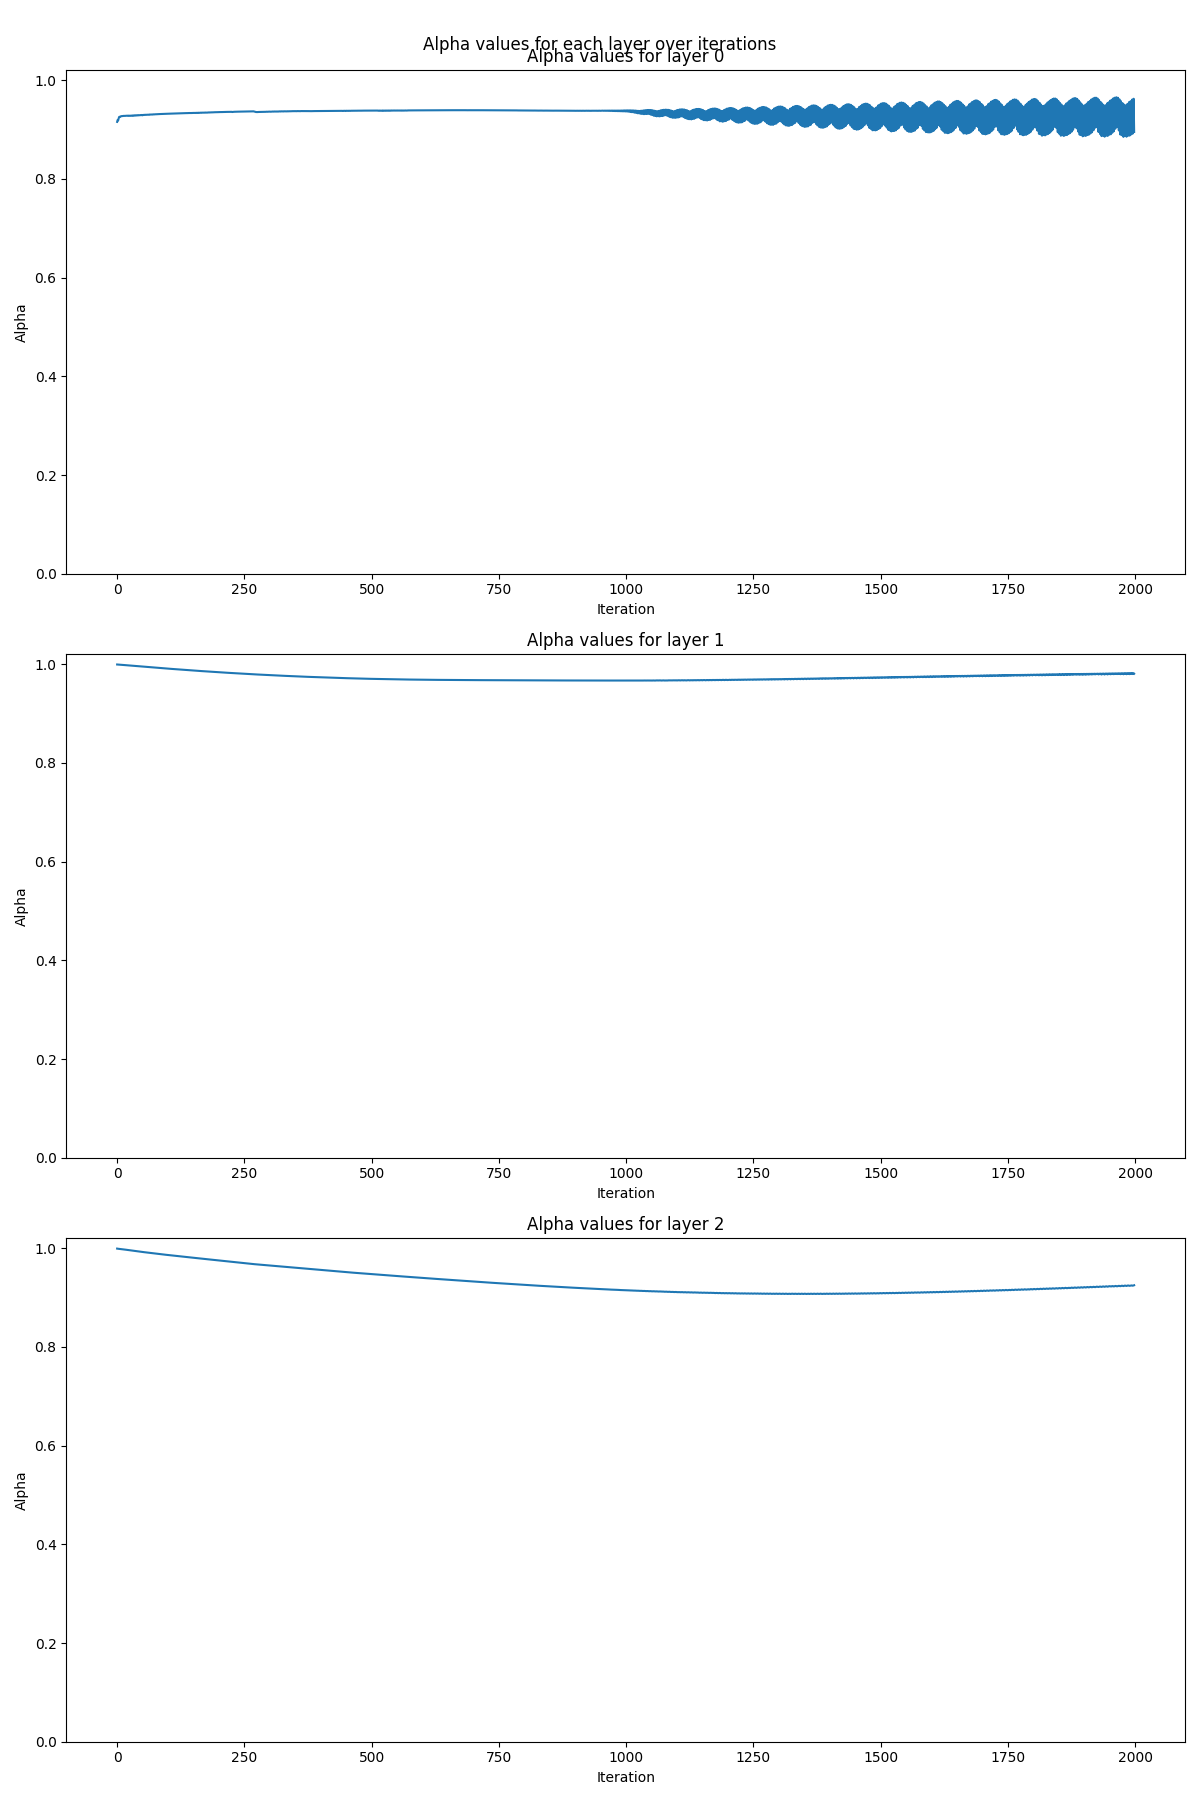 Alpha values for each layer over iterations
Alpha values for layer 0
1.0
0.8
0.6
0.4
0.2
0.0
Alpha
0 250 500 750 1000 1250 1500 1750 2000
Iteration
Alpha values for layer 1
1.0
0.8
0.6
0.4
0.2
0.0
Alpha
0 250 500 750 1000 1250 1500 1750 2000
Iteration
Alpha values for layer 2
1.0
0.8
0.6
0.4
0.2
0.0
Alpha
0 250 500 750 1000 1250 1500 1750 2000
Iteration